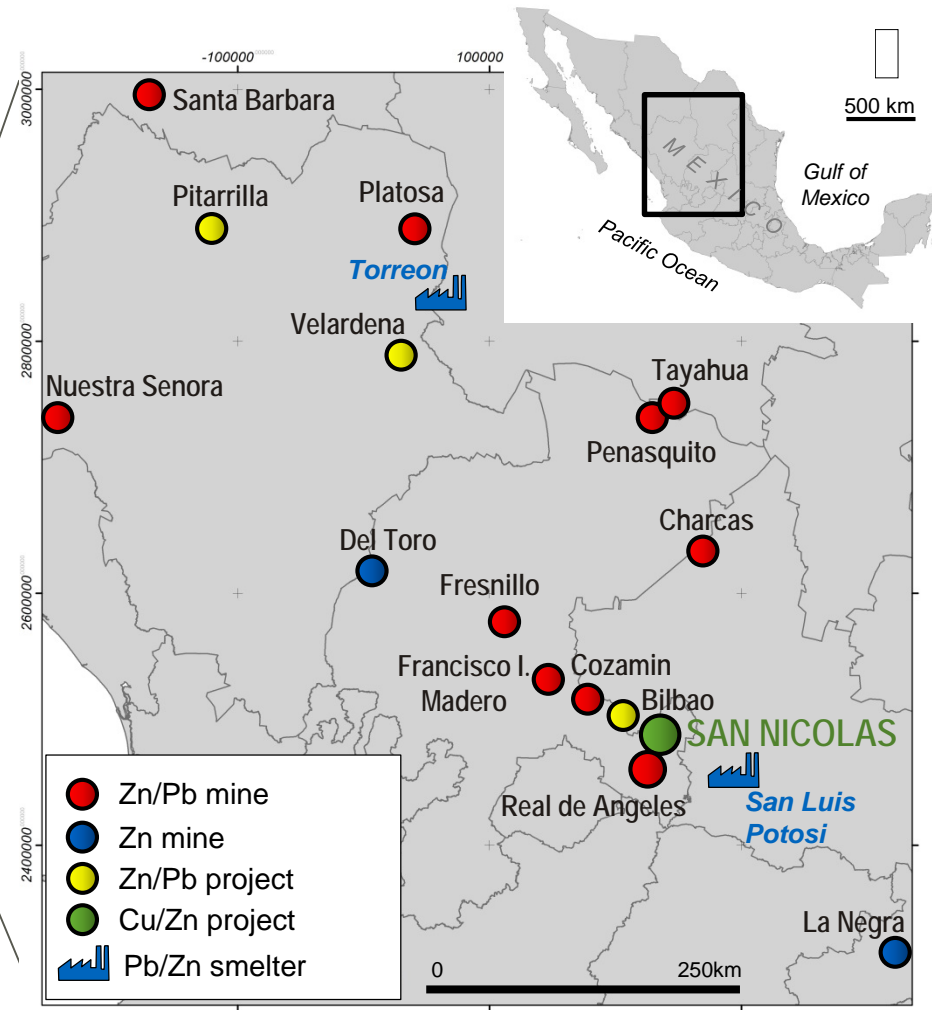 -100000
100000
3000000
Santa Barbara
500 km
MEXICO
Gulf of
Mexico
Pacific Ocean
Pitarrilla
Platosa
Torreon
Velardena
2800000
Nuestra Senora
Tayahua
Penasquito
Charcas
Del Toro
2600000
Fresnillo
Francisco I.
Madero
Cozamin
Bilbao
SAN NICOLAS
Real de Angeles
San Luis
Potosi
2400000
Zn/Pb mine
Zn mine
Zn/Pb project
Cu/Zn project
Pb/Zn smelter
La Negra
0
250km